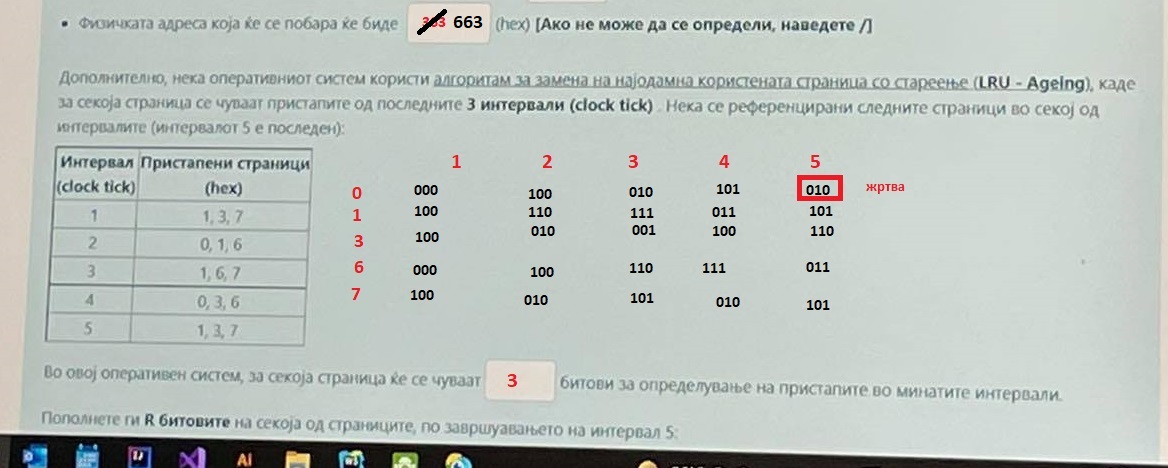 • Физичката адреса која ќе се побара ќе биде 663 (hex) [Ако не може да се определи, наведете /]
Дополнително, нека оперативниот систем користи алгоритам за замена на најодамна користената страница со стареење (LRU - Ageing), каде
за секоја страница се чуваат пристапите од последните 3 интервали (clock tick) . Нека се референцирани следните страници во секој од
интервалите (интервалот 5 е последен):
Интервал Пристапени страници
(clock tick) (hex)
1 1, 3, 7
2 0, 1, 6
3 1, 6, 7
4 0, 3, 6
5 1, 3, 7
1 2 3 4 5
0 000 100 010 101 010 жртва
1 100 110 111 011 101
3 100 010 001 100 110
6 000 100 110 111 011
7 100 010 101 010 101
Во овој оперативен систем, за секоја страница ќе се чуваат 3 битови за определување на пристапите во минатите интервали.
Пополнете ги R битовите на секоја од страниците, по завршувањето на интервал 5: